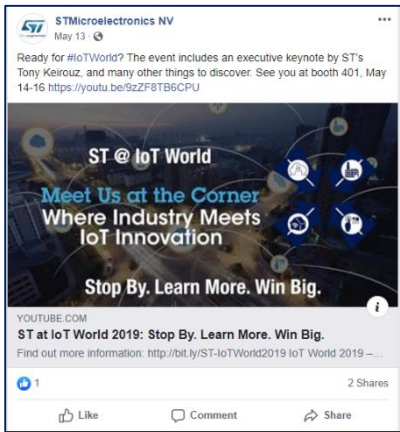 STMicroelectronics NV
May 13 ·
Ready for #IoTWorld? The event includes an executive keynote by ST's
Tony Keirouz, and many other things to discover. See you at booth 401, May
14-16 https://youtu.be/9zZF8TB6CPU
ST @ IoT World
Meet Us at the Corner
Where Industry Meets
IoT Innovation
Stop By. Learn More. Win Big.
YOUTUBE.COM
ST at IoT World 2019: Stop By. Learn More. Win Big.
Find out more information: http://bit.ly/ST-IoTWorld2019 IoT World 2019 –...
1
2 Shares
Like Comment Share